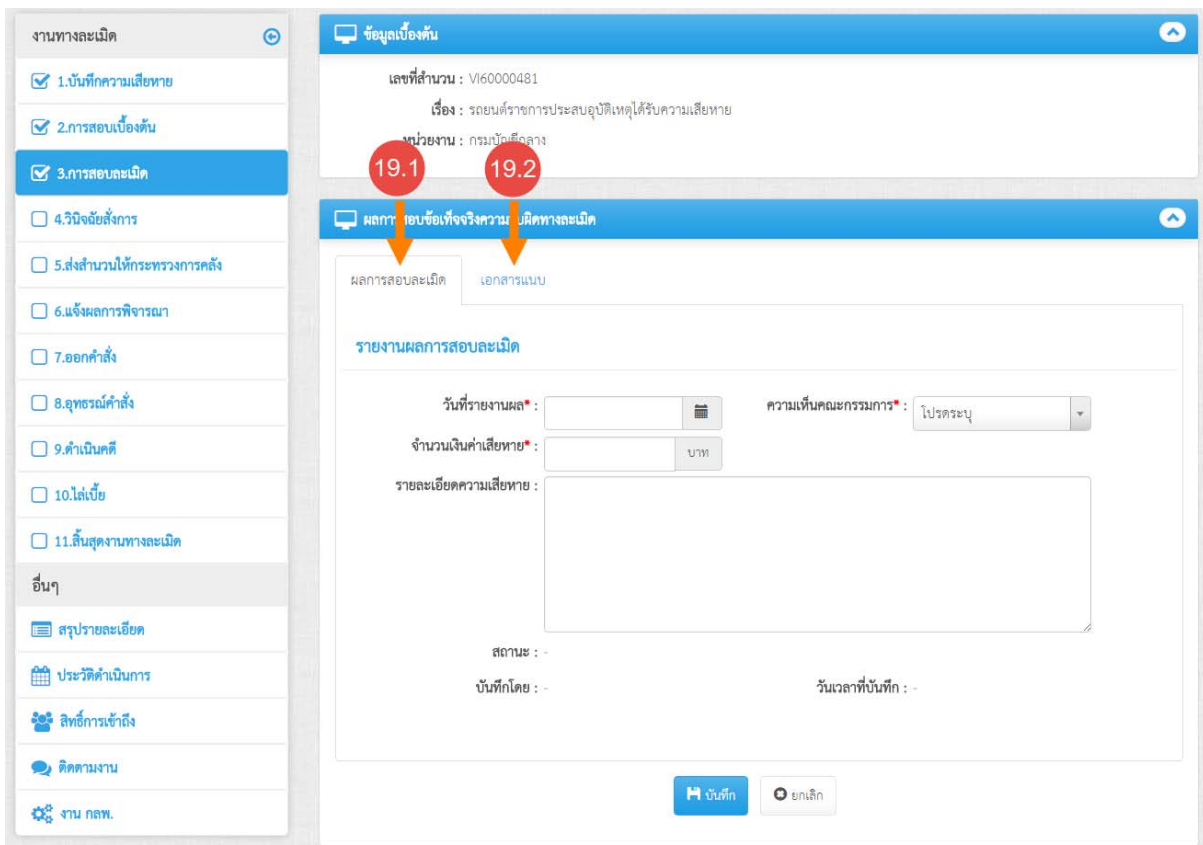 งานทางละเมิด
1.บันทึกความเสียหาย
2.การสอบเบื้องต้น
3.การสอบละเมิด
4.วินิจฉัยสั่งการ
5.ส่งสำนวนให้กระทรวงการคลัง
6.แจ้งผลการพิจารณา
7.ออกคำสั่ง
8.อุทธรณ์คำสั่ง
9.ดำเนินคดี
10.ไล่เบี้ย
11.สิ้นสุดงานทางละเมิด
อื่นๆ
สรุปรายละเอียด
ประวัติดำเนินการ
สิทธิ์การเข้าถึง
ติดตามงาน
งาน กลพ.
ข้อมูลเบื้องต้น
เลขที่สำนวน : VI60000481
เรื่อง : รถยนต์ราชการประสบอุบัติเหตุได้รับความเสียหาย
หน่วยงาน : กรมบัญชีกลาง
19.1 19.2
ผลการสอบข้อเท็จจริงความรับผิดทางละเมิด
ผลการสอบละเมิด เอกสารแนบ
รายงานผลการสอบละเมิด
วันที่รายงานผล* : ความเห็นคณะกรรมการ* : โปรดระบุ
จำนวนเงินค่าเสียหาย* : บาท
รายละเอียดความเสียหาย :
สถานะ : -
บันทึกโดย : - วันเวลาที่บันทึก : -
บันทึก ยกเลิก